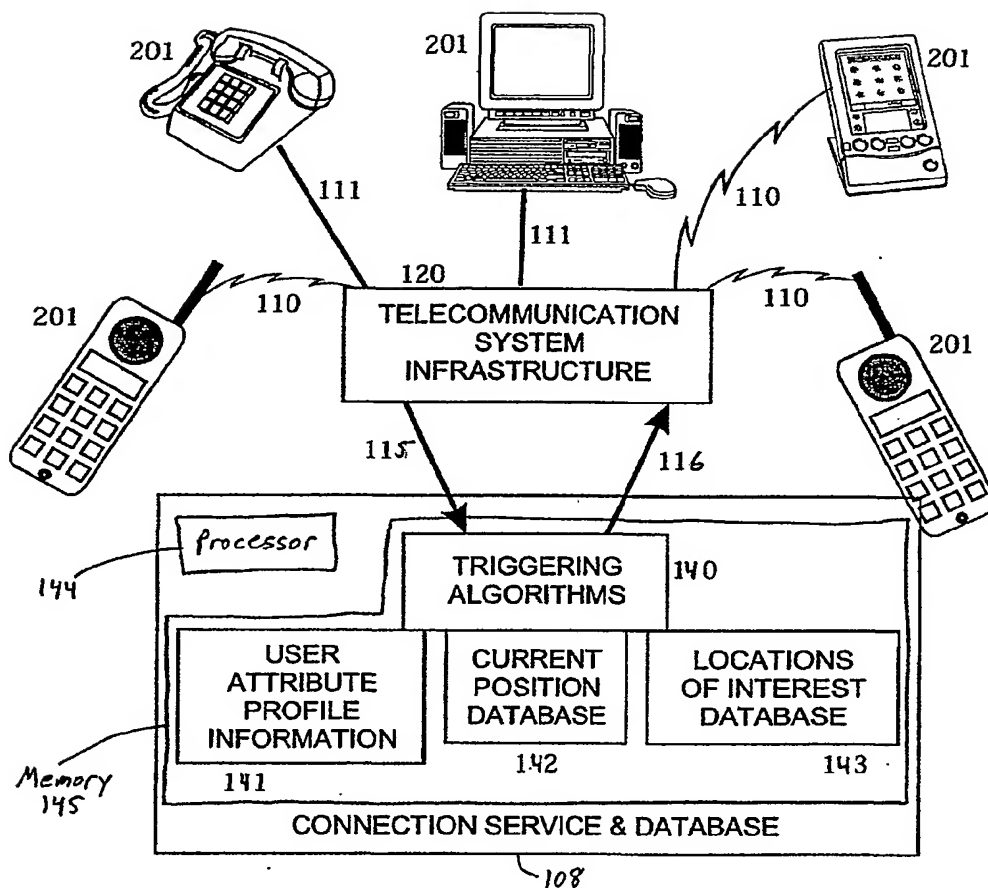 201
201
201
111
111
110
120
201
110
110
201
TELECOMMUNICATION
SYSTEM
INFRASTRUCTURE
115
116
Processor
144
TRIGGERING
ALGORITHMS
140
USER
ATTRIBUTE
PROFILE
INFORMATION
CURRENT
POSITION
DATABASE
LOCATIONS
OF INTEREST
DATABASE
Memory
145
141
142
143
CONNECTION SERVICE & DATABASE
108